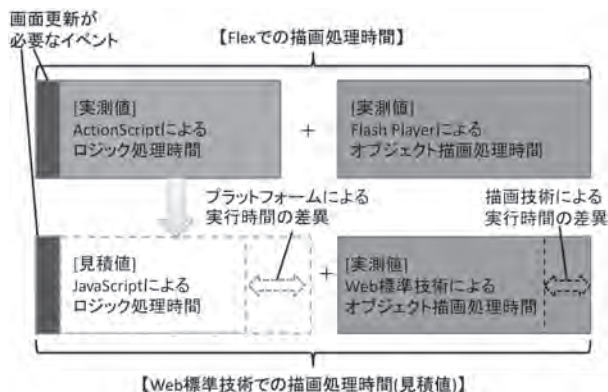 画面更新が
必要なイベント
【Flexでの描画処理時間】
[実測値]
ActionScriptによる
ロジック処理時間
+
[実測値]
Flash Playerによる
オブジェクト描画処理時間
プラットフォームによる
実行時間の差異
描画技術による
実行時間の差異
[見積値]
JavaScriptによる
ロジック処理時間
+
[実測値]
Web標準技術による
オブジェクト描画処理時間
【Web標準技術での描画処理時間(見積値)】